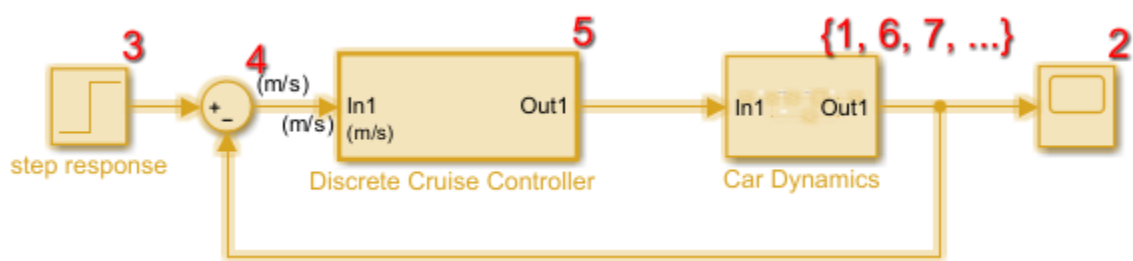 3
4
5
{1, 6, 7, ...}
2
(m/s)
+
−
(m/s)
In1
(m/s)
Out1
In1
Out1
step response
Discrete Cruise Controller
Car Dynamics